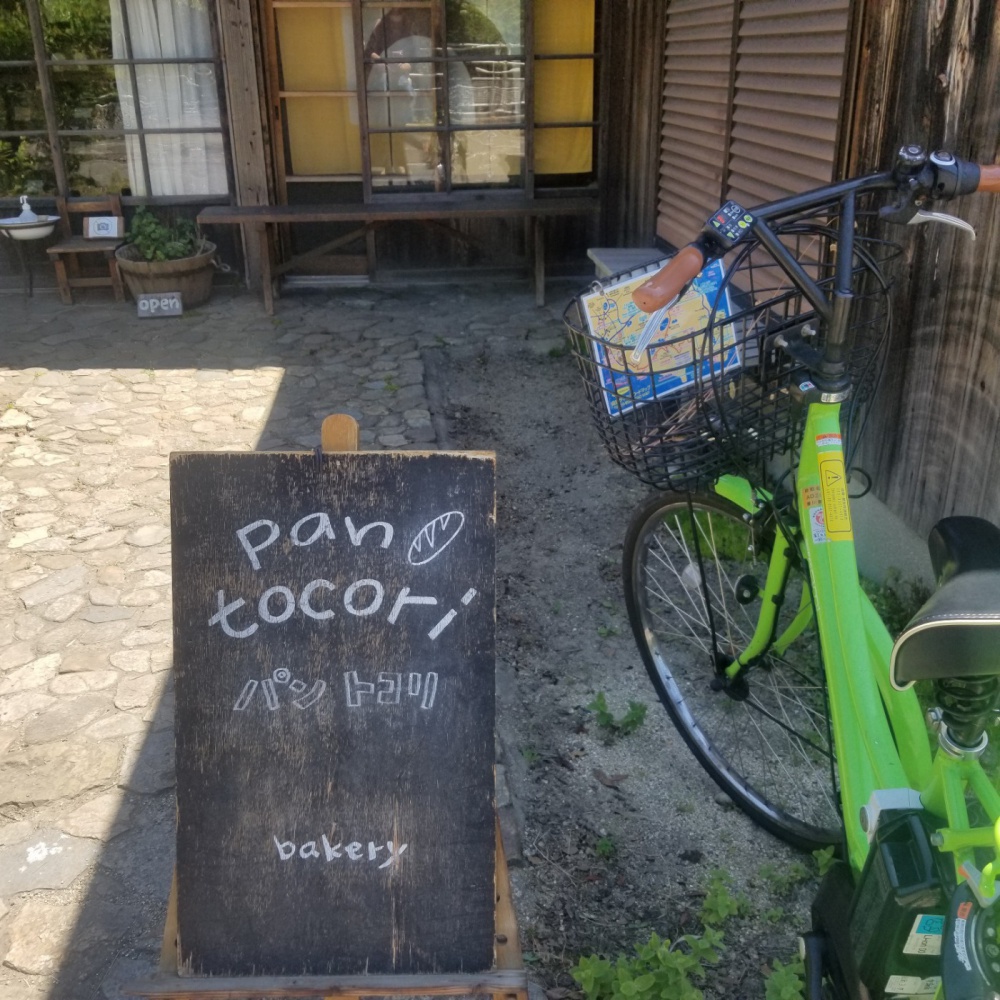 open
pan
tocori
パン トコリ
bakery